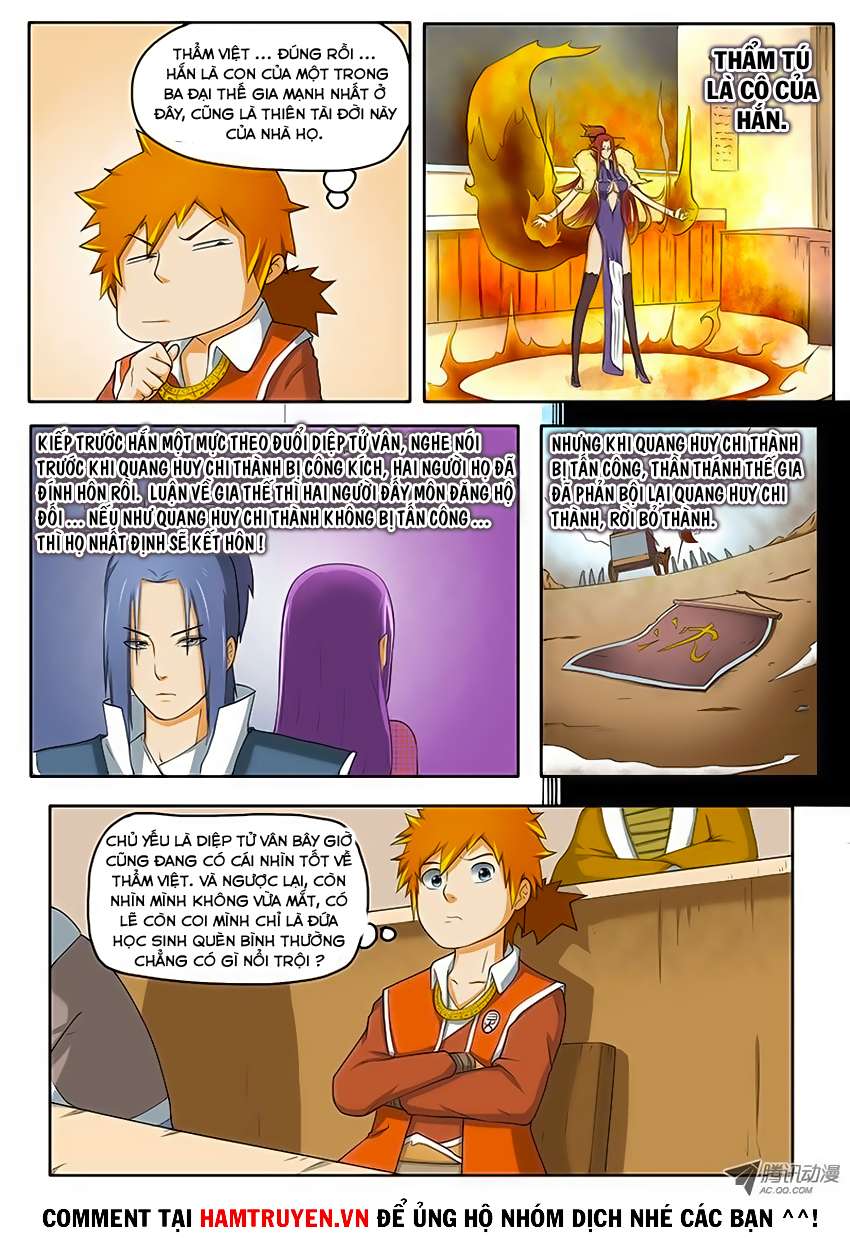 THẨM VIỆT ... ĐÚNG RỒI ...
HẮN LÀ CON CỦA MỘT TRONG
BA ĐẠI THẾ GIA MẠNH NHẤT Ở
ĐÂY, CŨNG LÀ THIÊN TÀI ĐỜI NÀY
CỦA NHÀ HỌ.
THẨM TÚ
LÀ CÔ CỦA
HẮN.
KIẾP TRƯỚC HẮN MỘT MỰC THEO ĐUỔI DIỆP TỬ VÂN, NGHE NÓI
TRƯỚC KHI QUANG HUY CHI THÀNH BỊ CÔNG KÍCH, HAI NGƯỜI HỌ ĐÃ
ĐÍNH HÔN RỒI. LUẬN VỀ GIA THẾ THÌ HAI NGƯỜI ĐẤY MÔN ĐĂNG HỘ
ĐỐI ... NẾU NHƯ QUANG HUY CHI THÀNH KHÔNG BỊ TẤN CÔNG ...
THÌ HỌ NHẤT ĐỊNH SẼ KẾT HÔN !
NHƯNG KHI QUANG HUY CHI THÀNH
BỊ TẤN CÔNG, THẦN THÁNH THẾ GIA
ĐÃ PHẢN BỘI LẠI QUANG HUY CHI
THÀNH, RỜI BỎ THÀNH.
CHỦ YẾU LÀ DIỆP TỬ VÂN BÂY GIỜ
CŨNG ĐANG CÓ CÁI NHÌN TỐT VỀ
THẨM VIỆT. VÀ NGƯỢC LẠI, CÒN
NHÌN MÌNH KHÔNG VỪA MẮT, CÓ
LẼ CÒN COI MÌNH CHỈ LÀ ĐỨA
HỌC SINH QUÈN BÌNH THƯỜNG
CHẲNG CÓ GÌ NỔI TRỘI ?
腾讯动漫
AC.QQ.COM
COMMENT TẠI HAMTRUYEN.VN ĐỂ ỦNG HỘ NHÓM DỊCH NHÉ CÁC BẠN ^^!